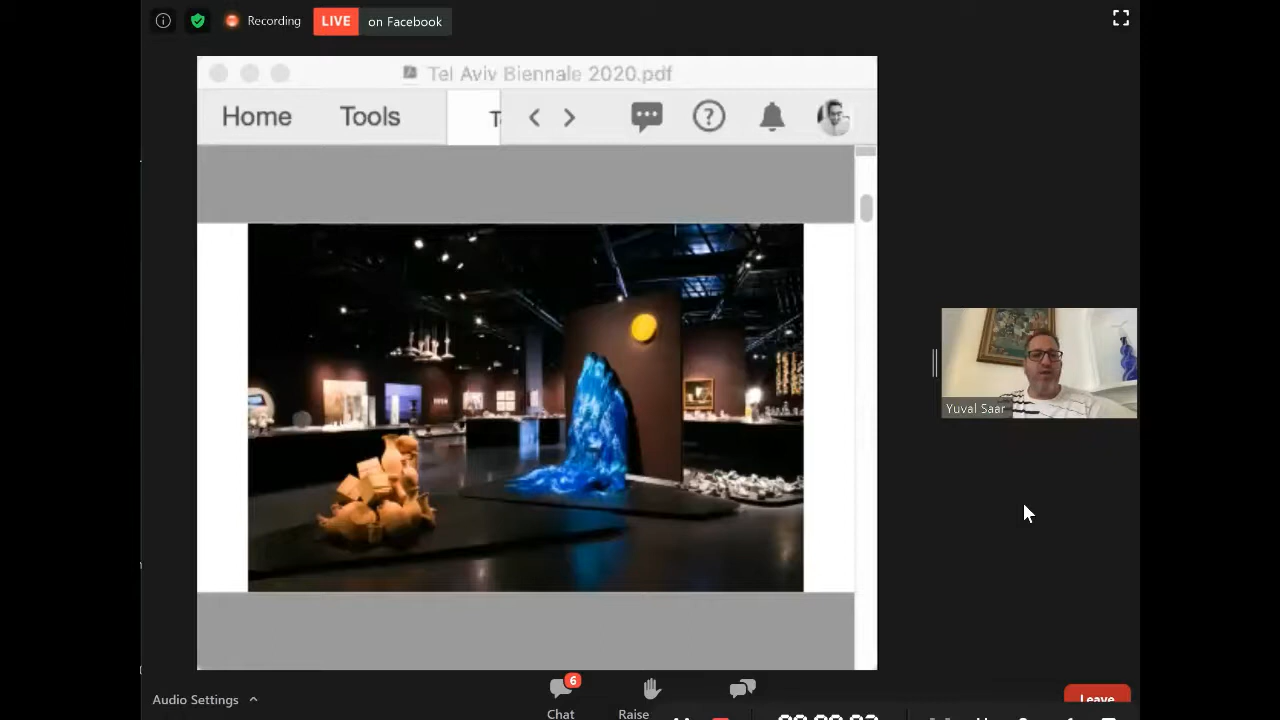 Recording
LIVE
on Facebook
Tel Aviv Biennale 2020.pdf
Home
Tools
Yuval Saar
Audio Settings
6
Chat
Raise
Leave